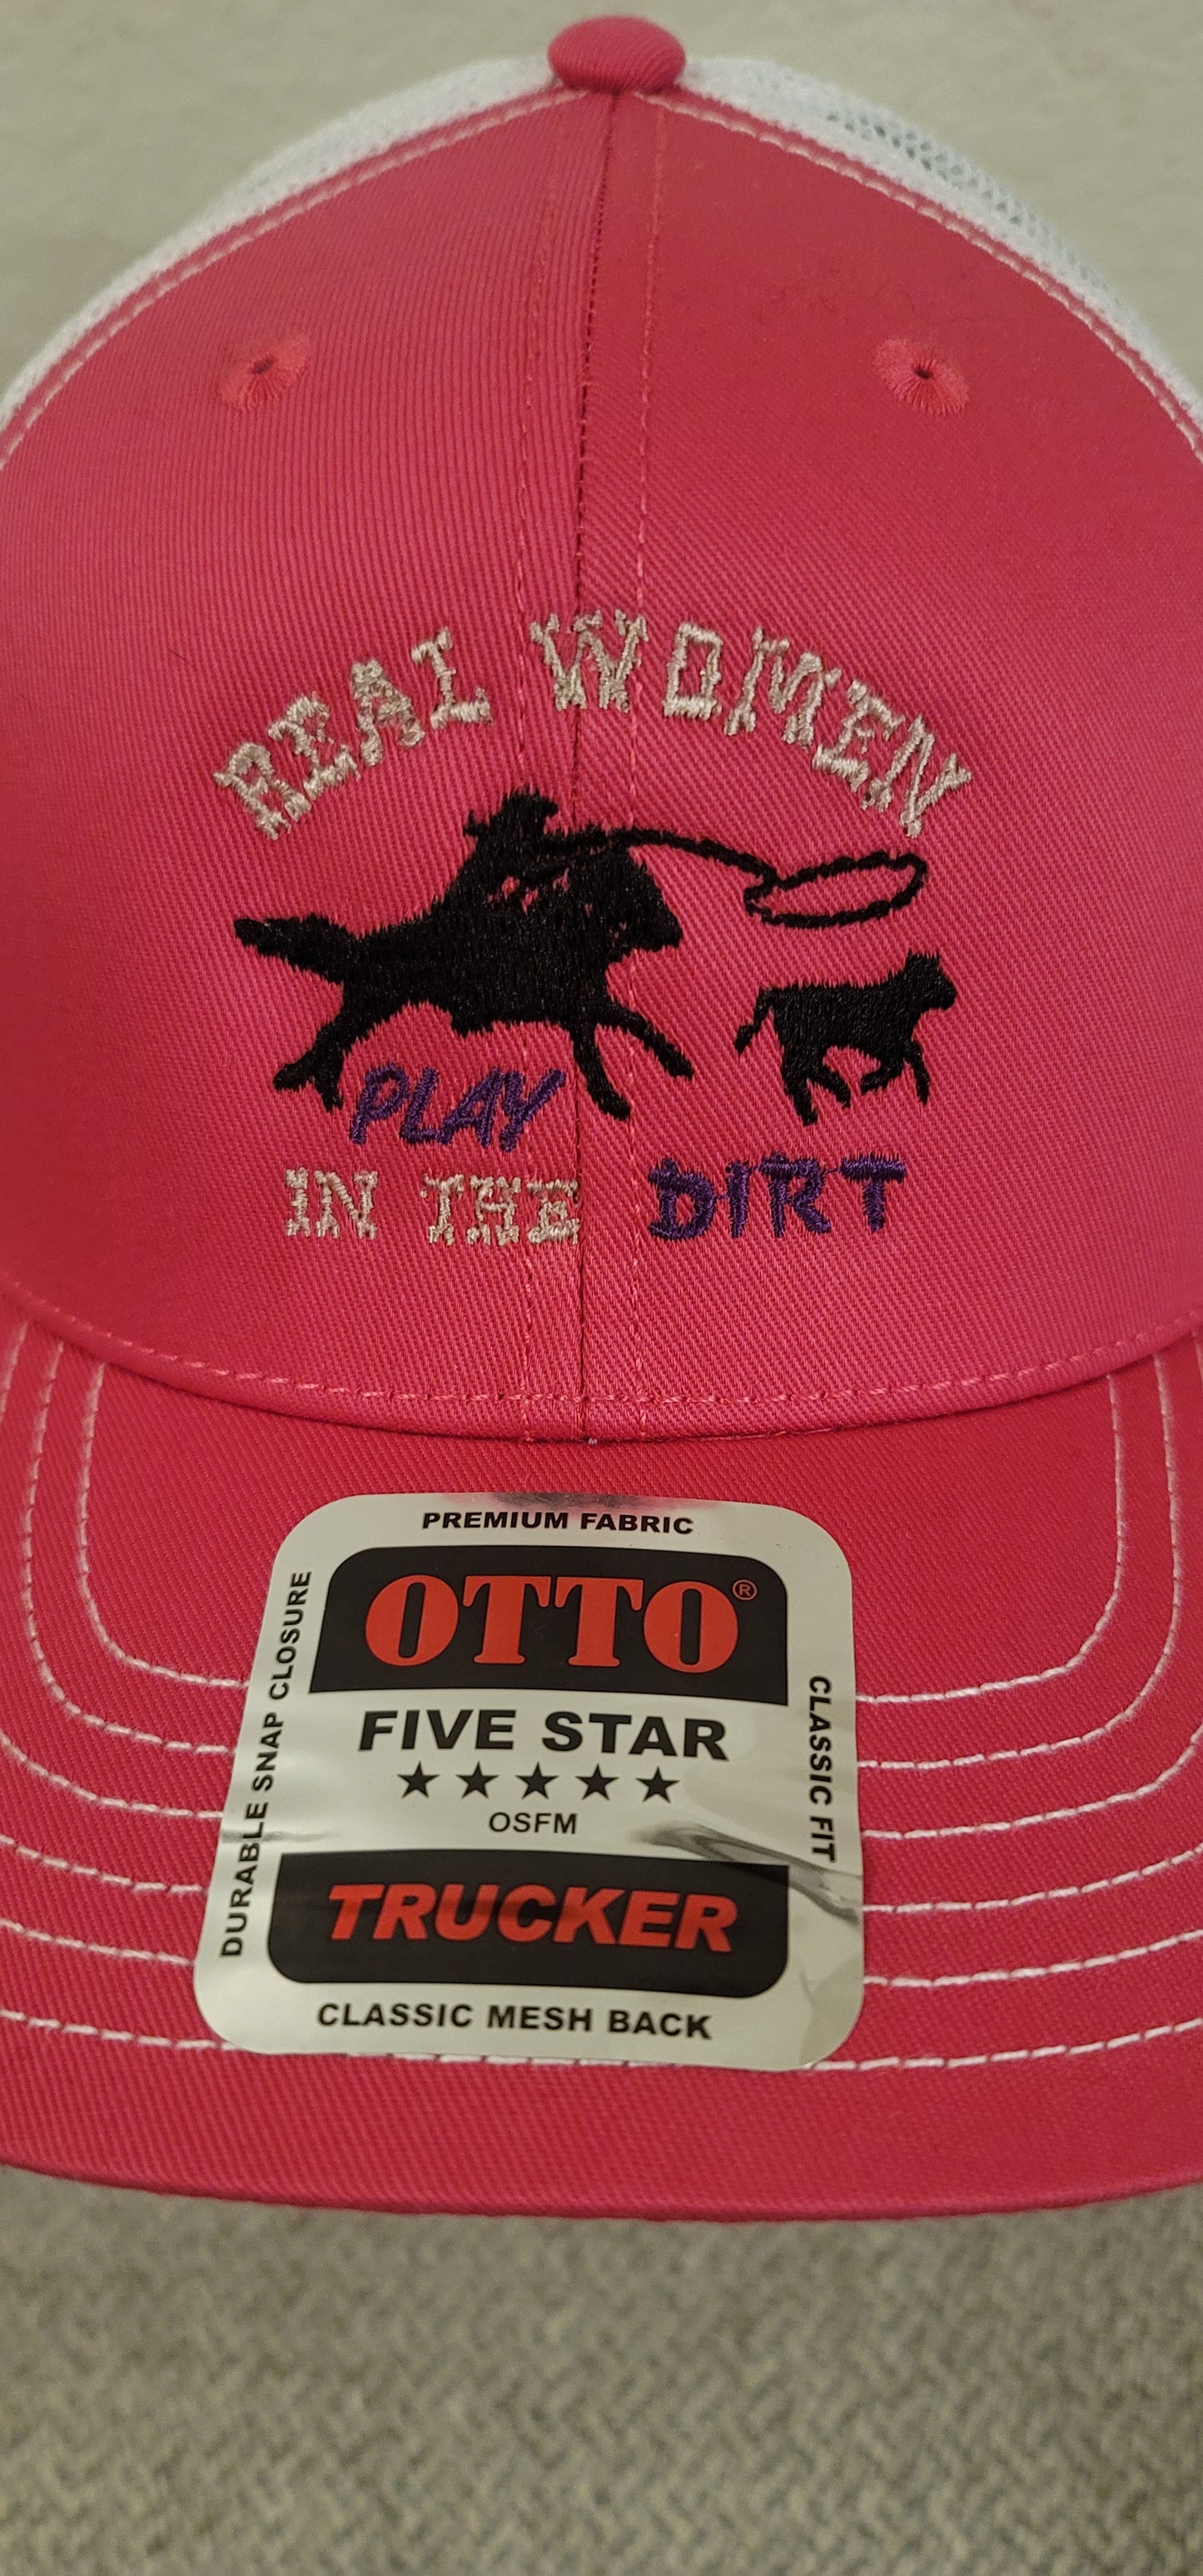 REAL WOMEN
PLAY
IN THE DIRT
PREMIUM FABRIC
DURABLE SNAP CLOSURE
OTTO®
FIVE STAR
★★★★★
OSFM
TRUCKER
CLASSIC FIT
CLASSIC MESH BACK